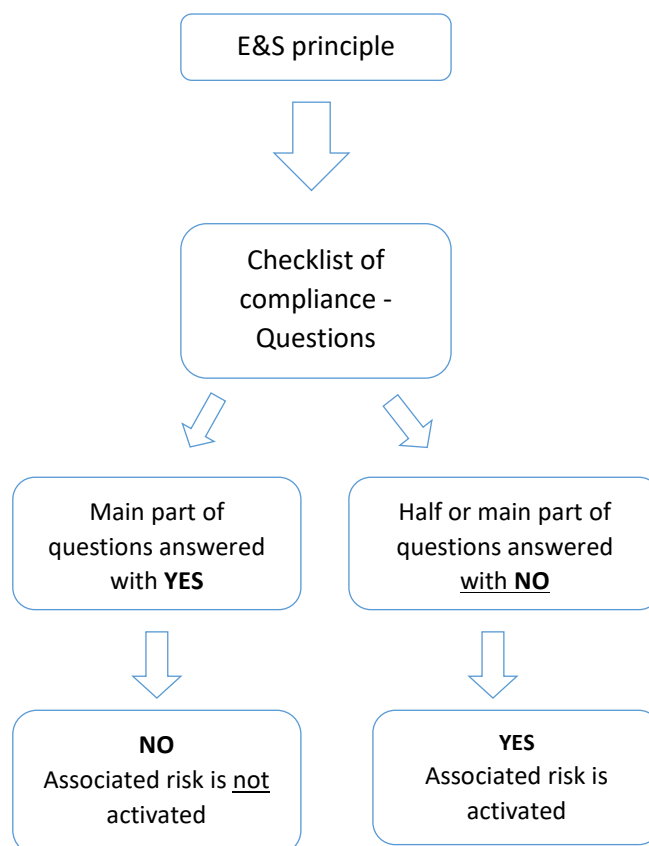 E&S principle
Checklist of
compliance -
Questions
Main part of
questions answered
with YES
Half or main part of
questions answered
with NO
NO
Associated risk is not
activated
YES
Associated risk is
activated